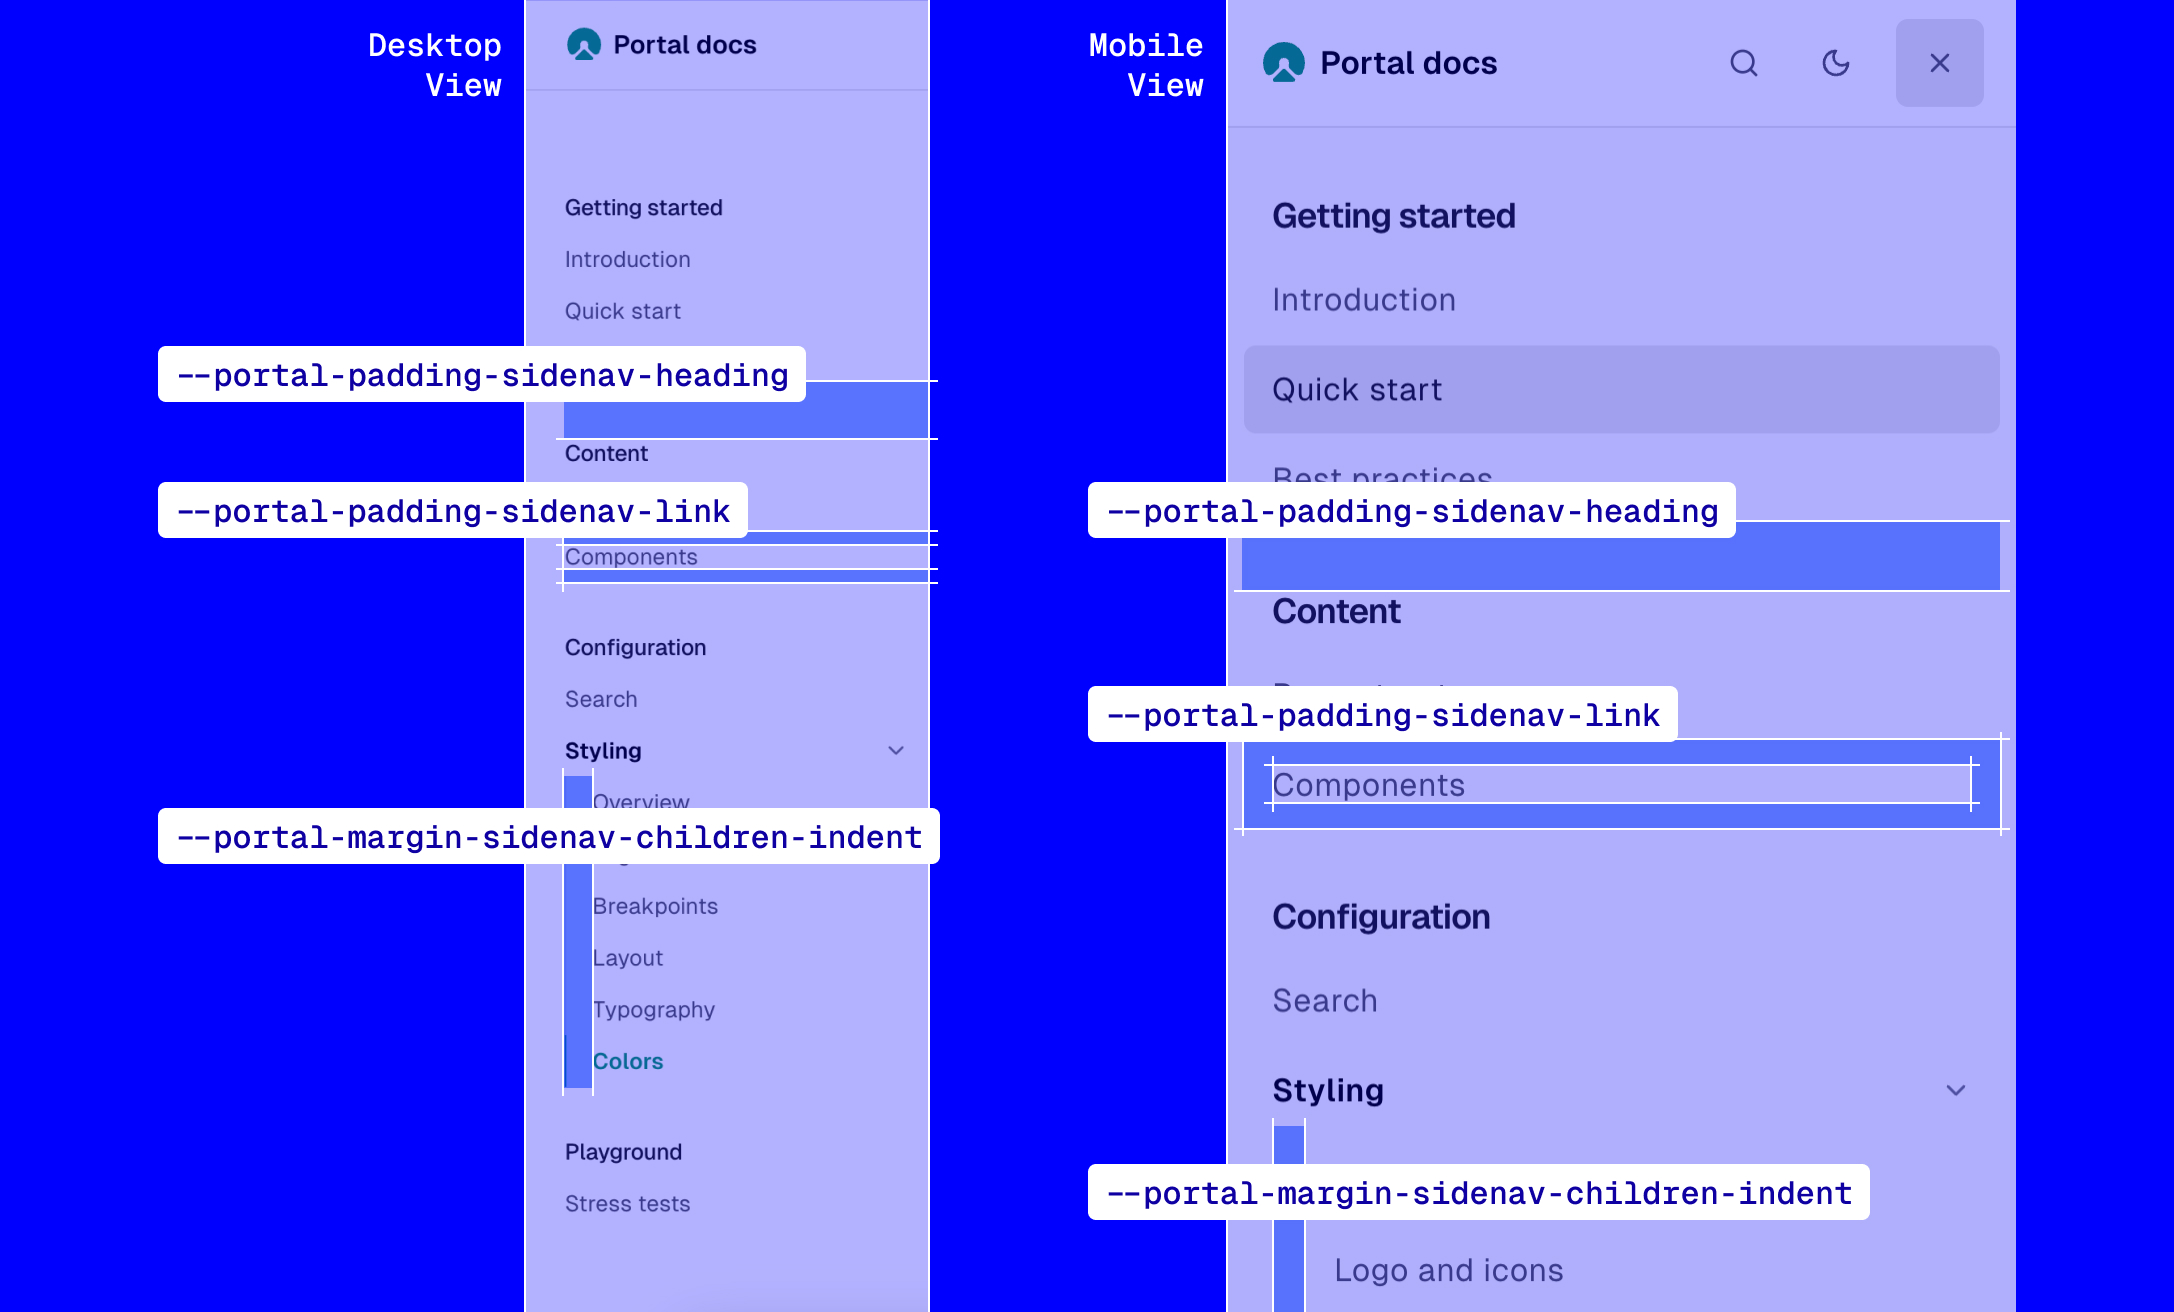 Desktop
View
Portal docs
Getting started
Introduction
Quick start
--portal-padding-sidenav-heading
Content
--portal-padding-sidenav-link
Components
Configuration
Search
Styling
Overview
--portal-margin-sidenav-children-indent
Breakpoints
Layout
Typography
Colors
Playground
Stress tests
Mobile
View
Portal docs
Getting started
Introduction
Quick start
Best practices
--portal-padding-sidenav-heading
Content
--portal-padding-sidenav-link
Components
Configuration
Search
Styling
--portal-margin-sidenav-children-indent
Logo and icons